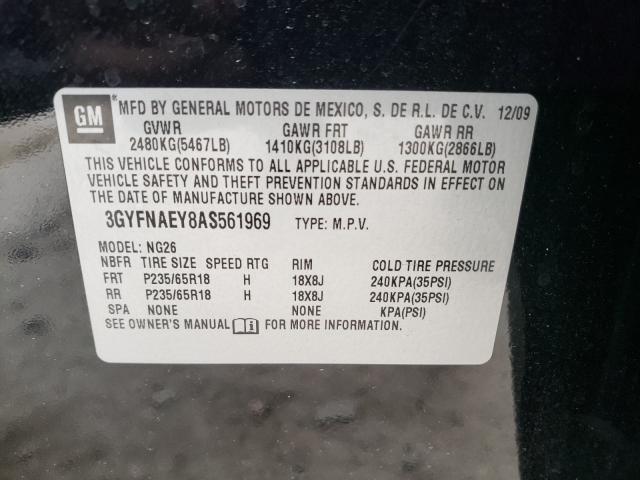 GM
MFD BY GENERAL MOTORS DE MEXICO, S. DE R.L. DE C.V. 12/09
GVWR GAWR FRT GAWR RR
2480KG(5467LB) 1410KG(3108LB) 1300KG(2866LB)
THIS VEHICLE CONFORMS TO ALL APPLICABLE U.S. FEDERAL MOTOR
VEHICLE SAFETY AND THEFT PREVENTION STANDARDS IN EFFECT ON
THE DATE OF MANUFACTURE SHOWN ABOVE.
3GYFNAEY8AS561969 TYPE: M.P.V.
MODEL: NG26
NBFR TIRE SIZE SPEED RTG RIM COLD TIRE PRESSURE
FRT P235/65R18 H 18X8J 240KPA(35PSI)
RR P235/65R18 H 18X8J 240KPA(35PSI)
SPA NONE NONE KPA(PSI)
SEE OWNER'S MANUAL FOR MORE INFORMATION.